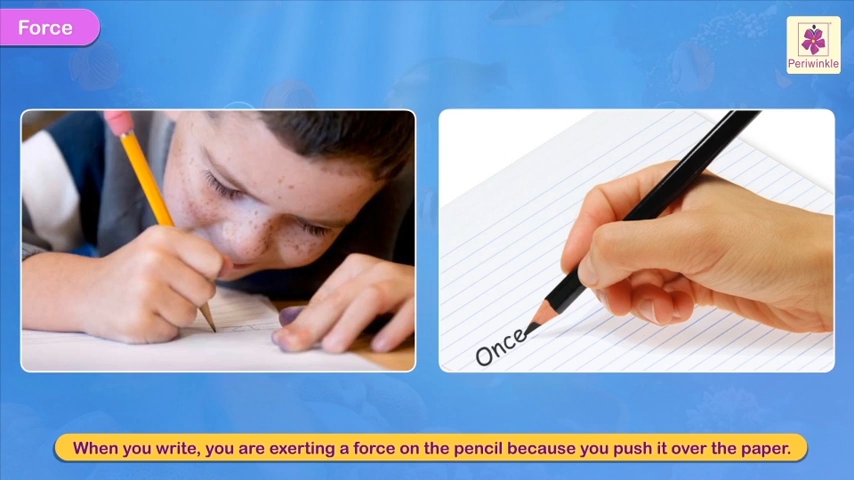 Force
Periwinkle
Once
When you write, you are exerting a force on the pencil because you push it over the paper.